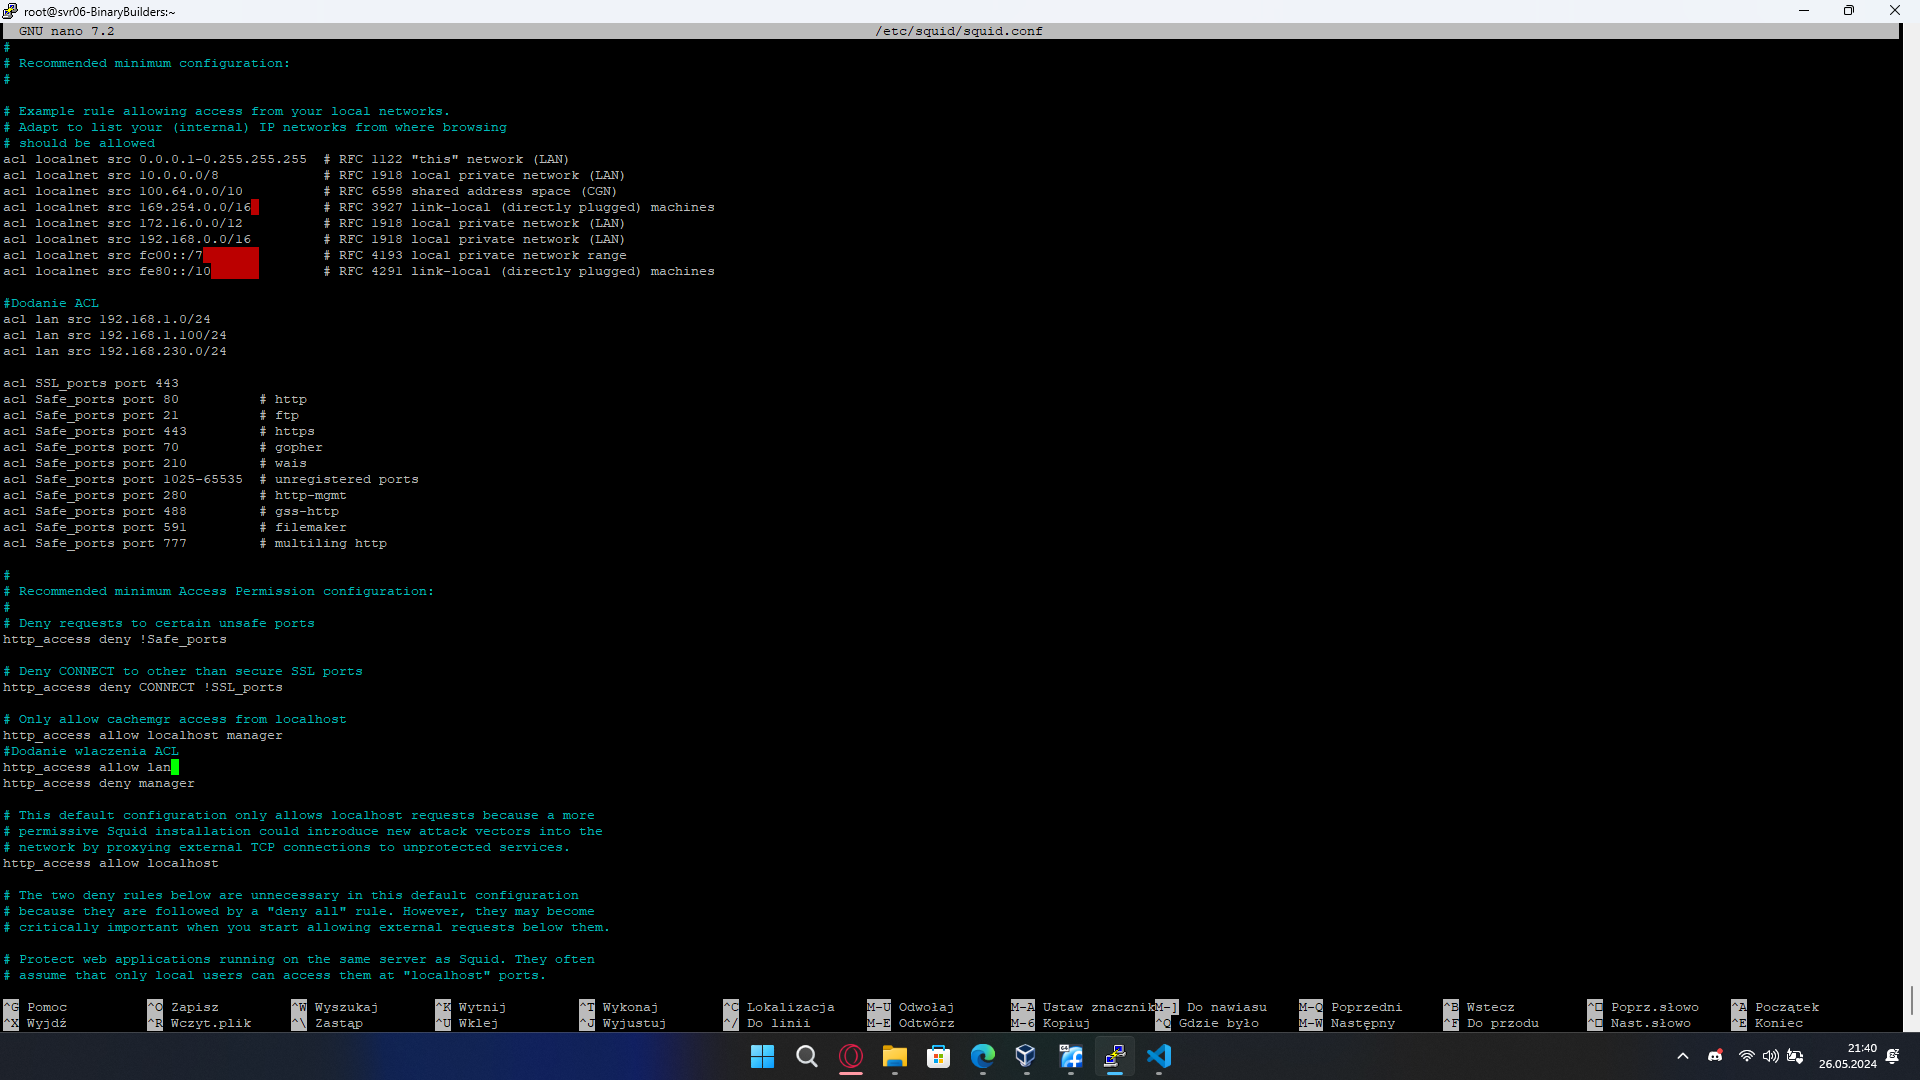 root@svr06-BinaryBuilders:~
GNU nano 7.2 /etc/squid/squid.conf
#
# Recommended minimum configuration:
#
# Example rule allowing access from your local networks.
# Adapt to list your (internal) IP networks from where browsing
# should be allowed
acl localnet src 0.0.0.1-0.255.255.255  # RFC 1122 "this" network (LAN)
acl localnet src 10.0.0.0/8             # RFC 1918 local private network (LAN)
acl localnet src 100.64.0.0/10          # RFC 6598 shared address space (CGN)
acl localnet src 169.254.0.0/16         # RFC 3927 link-local (directly plugged) machines
acl localnet src 172.16.0.0/12          # RFC 1918 local private network (LAN)
acl localnet src 192.168.0.0/16         # RFC 1918 local private network (LAN)
acl localnet src fc00::/7               # RFC 4193 local private network range
acl localnet src fe80::/10              # RFC 4291 link-local (directly plugged) machines
#Dodanie ACL
acl lan src 192.168.1.0/24
acl lan src 192.168.1.100/24
acl lan src 192.168.230.0/24
acl SSL_ports port 443
acl Safe_ports port 80          # http
acl Safe_ports port 21          # ftp
acl Safe_ports port 443         # https
acl Safe_ports port 70          # gopher
acl Safe_ports port 210         # wais
acl Safe_ports port 1025-65535  # unregistered ports
acl Safe_ports port 280         # http-mgmt
acl Safe_ports port 488         # gss-http
acl Safe_ports port 591         # filemaker
acl Safe_ports port 777         # multiling http
#
# Recommended minimum Access Permission configuration:
#
# Deny requests to certain unsafe ports
http_access deny !Safe_ports
# Deny CONNECT to other than secure SSL ports
http_access deny CONNECT !SSL_ports
# Only allow cachemgr access from localhost
http_access allow localhost manager
#Dodanie wlaczenia ACL
http_access allow lan
http_access deny manager
# This default configuration only allows localhost requests because a more
# permissive Squid installation could introduce new attack vectors into the
# network by proxying external TCP connections to unprotected services.
http_access allow localhost
# The two deny rules below are unnecessary in this default configuration
# because they are followed by a "deny all" rule. However, they may become
# critically important when you start allowing external requests below them.
# Protect web applications running on the same server as Squid. They often
# assume that only local users can access them at "localhost" ports.
^G Pomoc ^O Zapisz ^W Wyszukaj ^K Wytnij ^T Wykonaj ^C Lokalizacja M-U Odwołaj M-A Ustaw znacznik M-] Do nawiasu M-Q Poprzedni ^B Wstecz ^□ Poprz.słowo ^A Początek
^X Wyjdź ^R Wczyt.plik ^\ Zastąp ^U Wklej ^J Wyjustuj ^/ Do linii M-E Odtwórz M-6 Kopiuj ^Q Gdzie było M-W Następny ^F Do przodu ^□ Nast.słowo ^E Koniec
21:40
26.05.2024